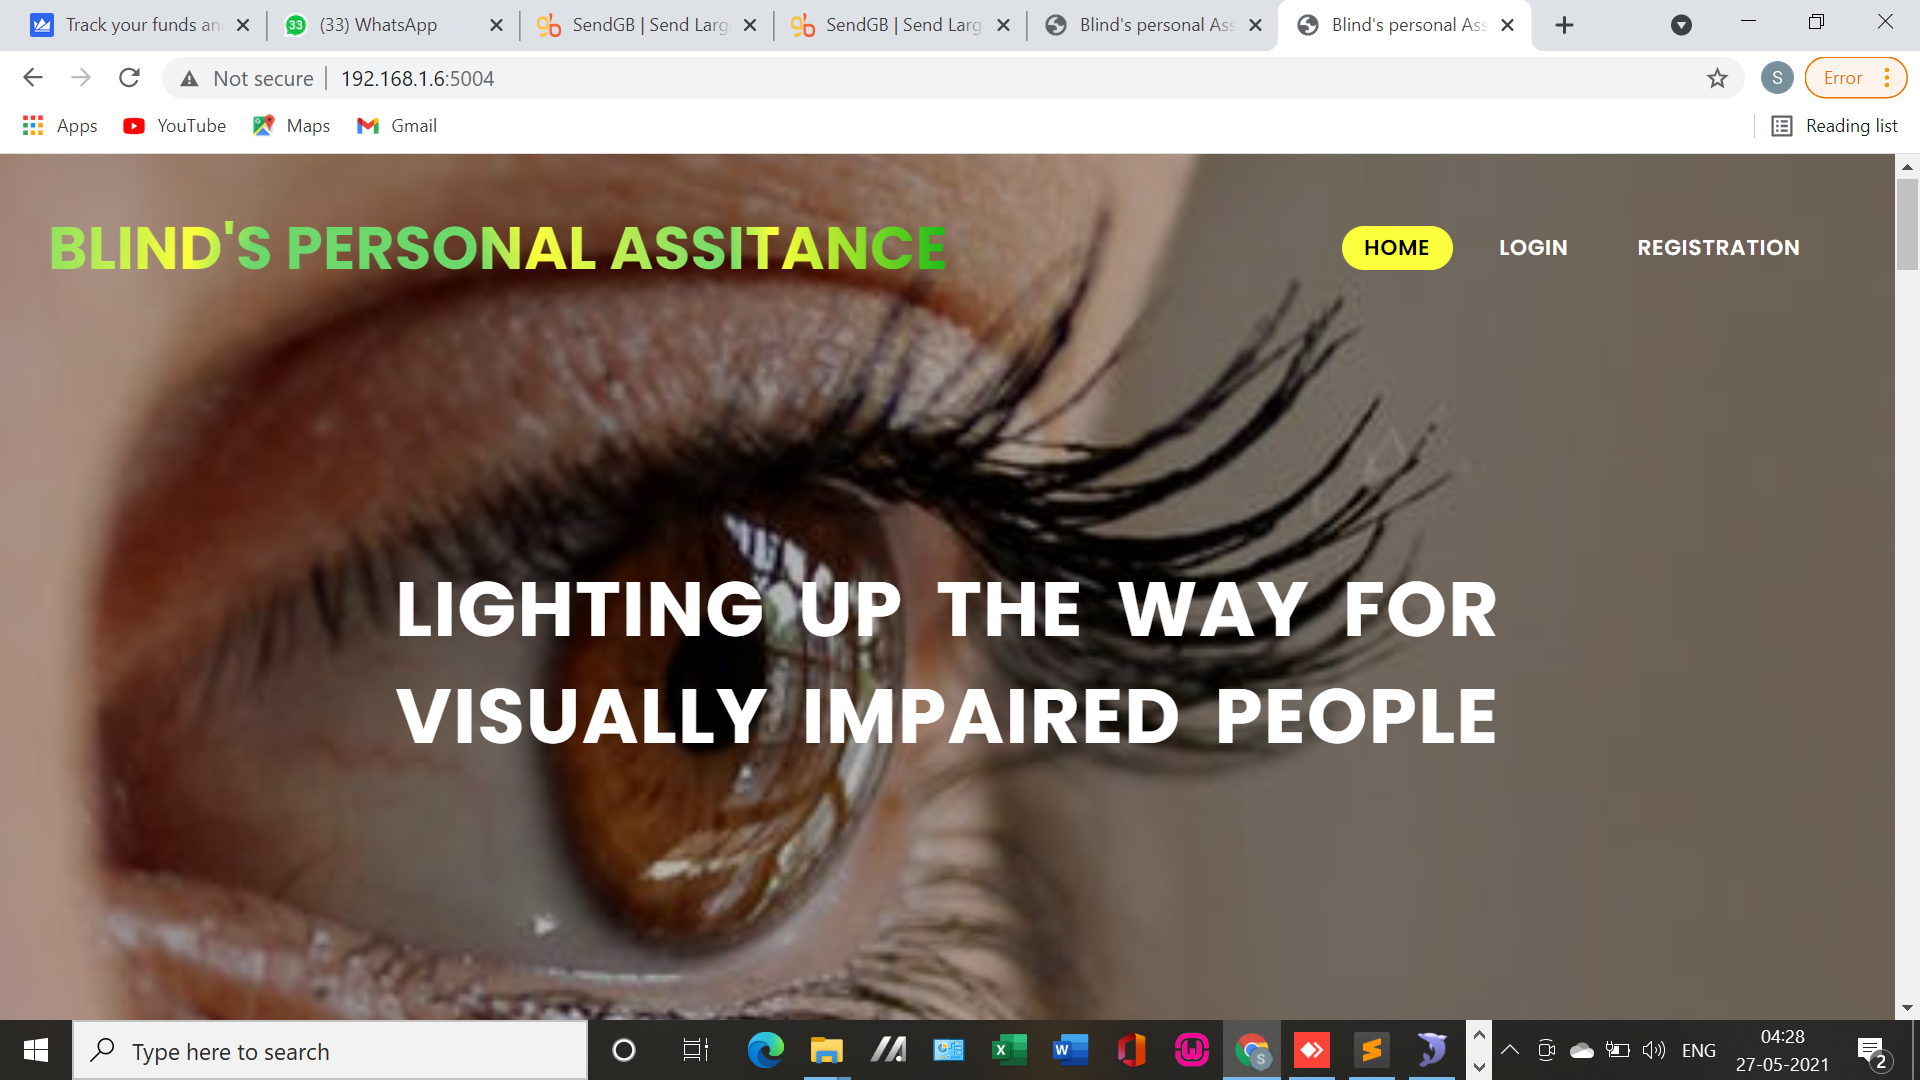 Track your funds an
(33) WhatsApp
SendGB | Send Larg
SendGB | Send Larg
Blind's personal Ass
Blind's personal Ass
Not secure
192.168.1.6:5004
S
Error
Apps
YouTube
Maps
Gmail
Reading list
BLIND'S PERSONAL ASSITANCE
HOME
LOGIN
REGISTRATION
LIGHTING UP THE WAY FOR
VISUALLY IMPAIRED PEOPLE
Type here to search
ENG
04:28
27-05-2021
2